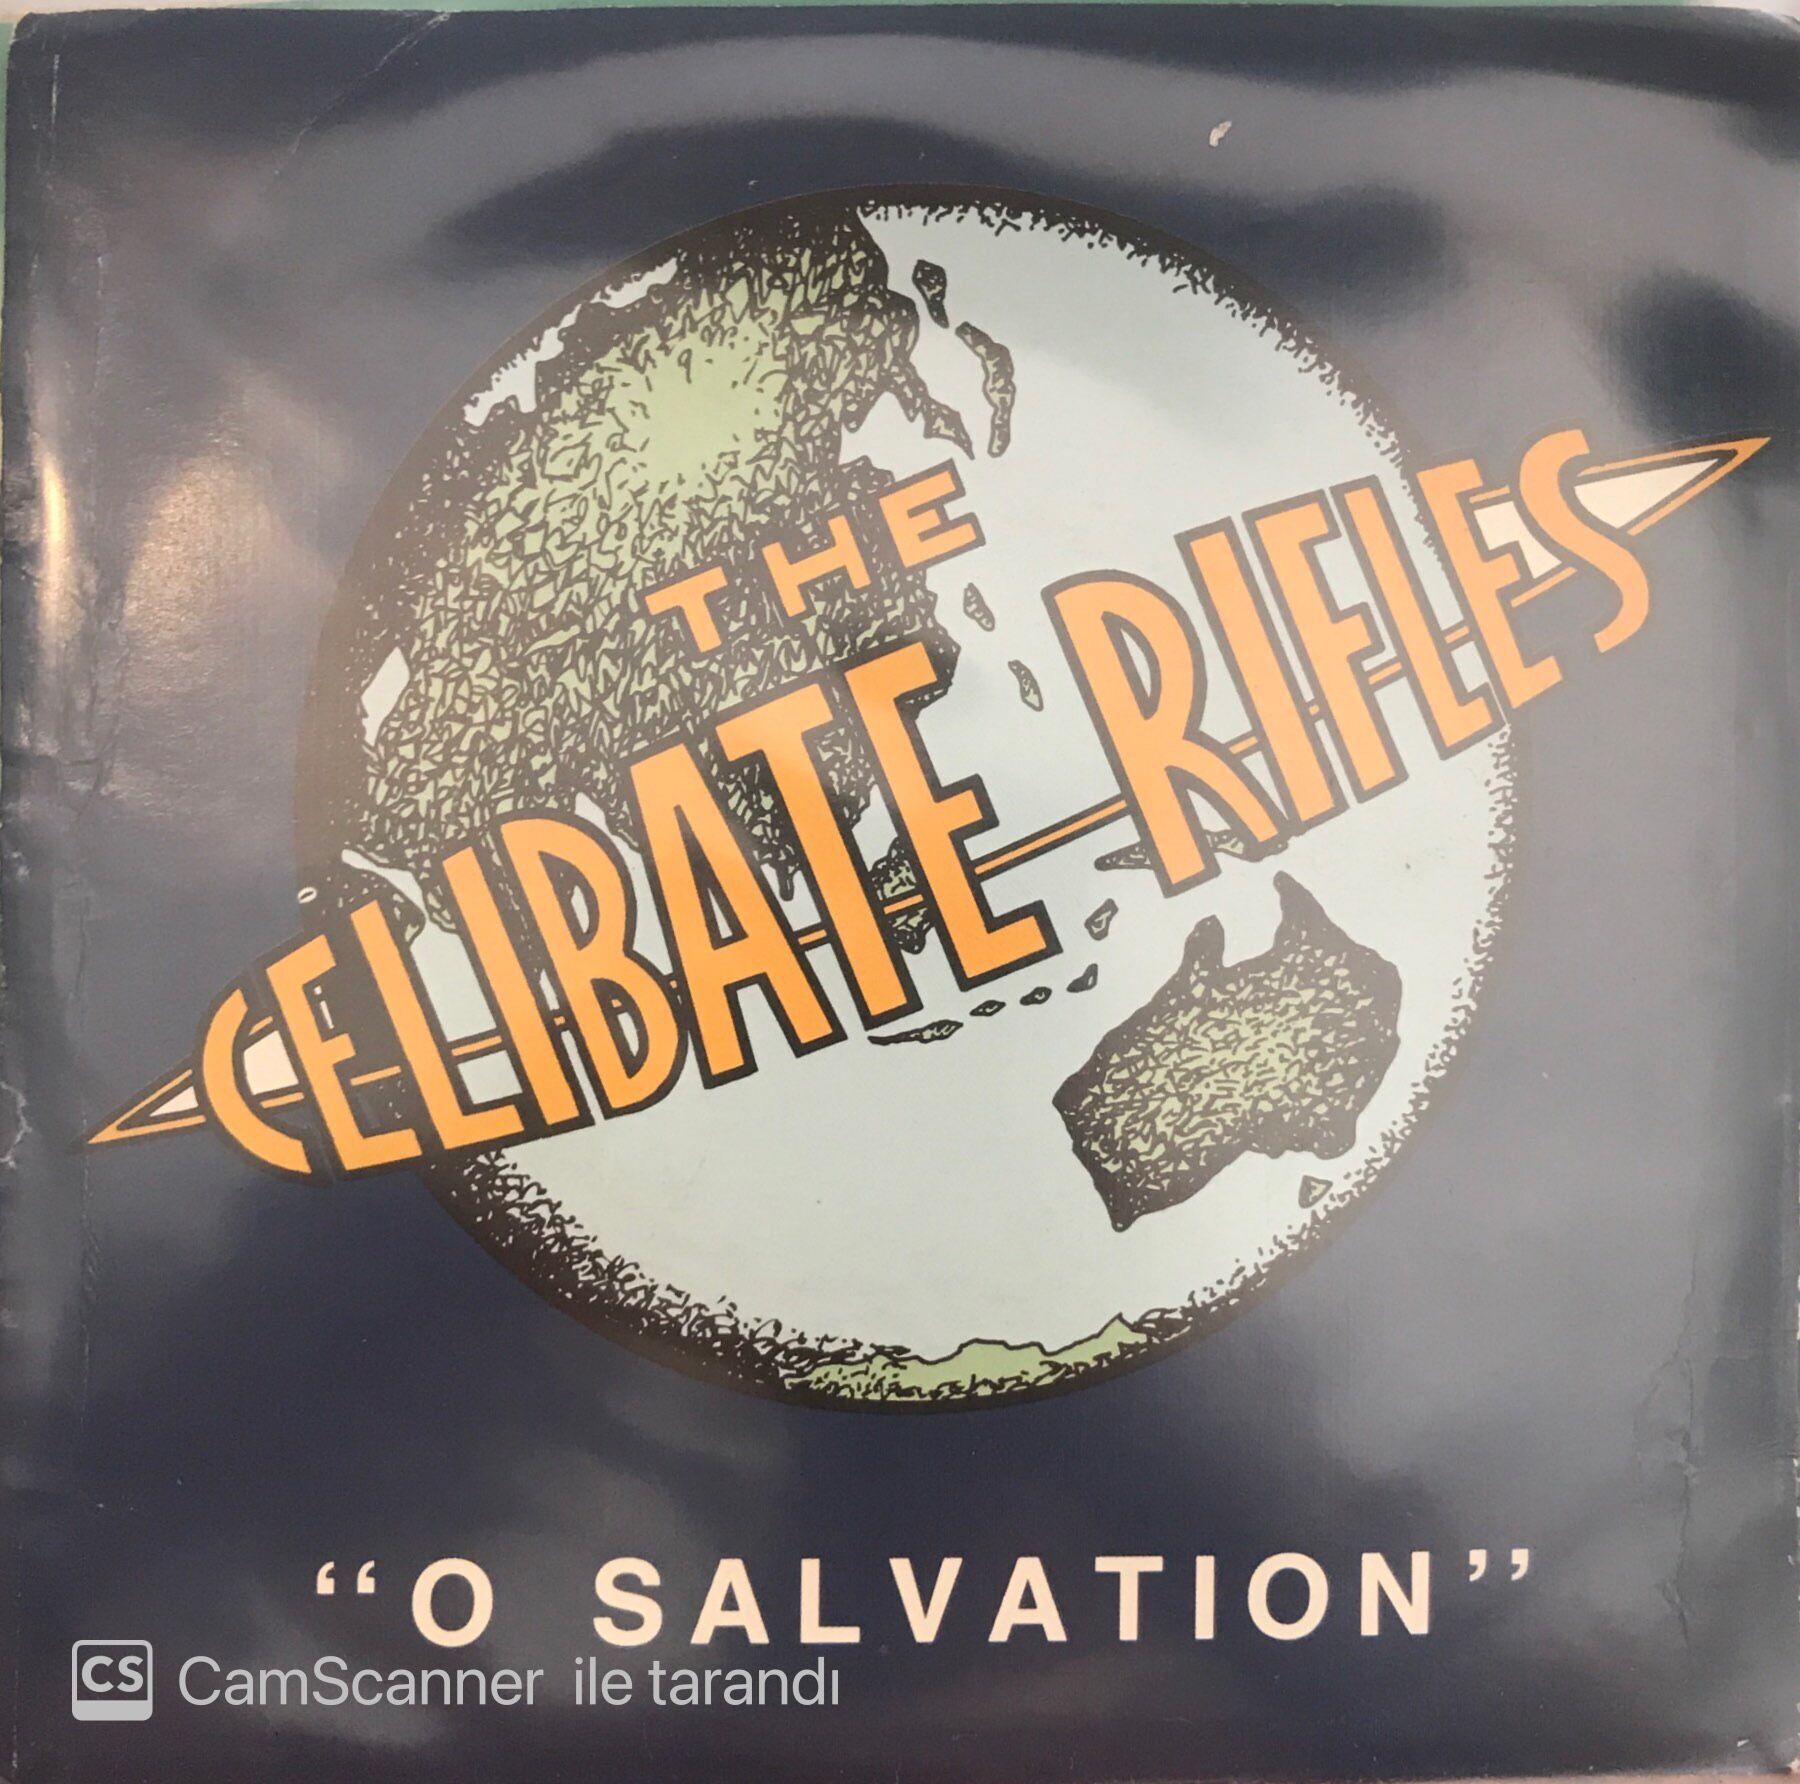 THE
CELIBATE RIFLES
“O SALVATION”
CS CamScanner ile tarandı